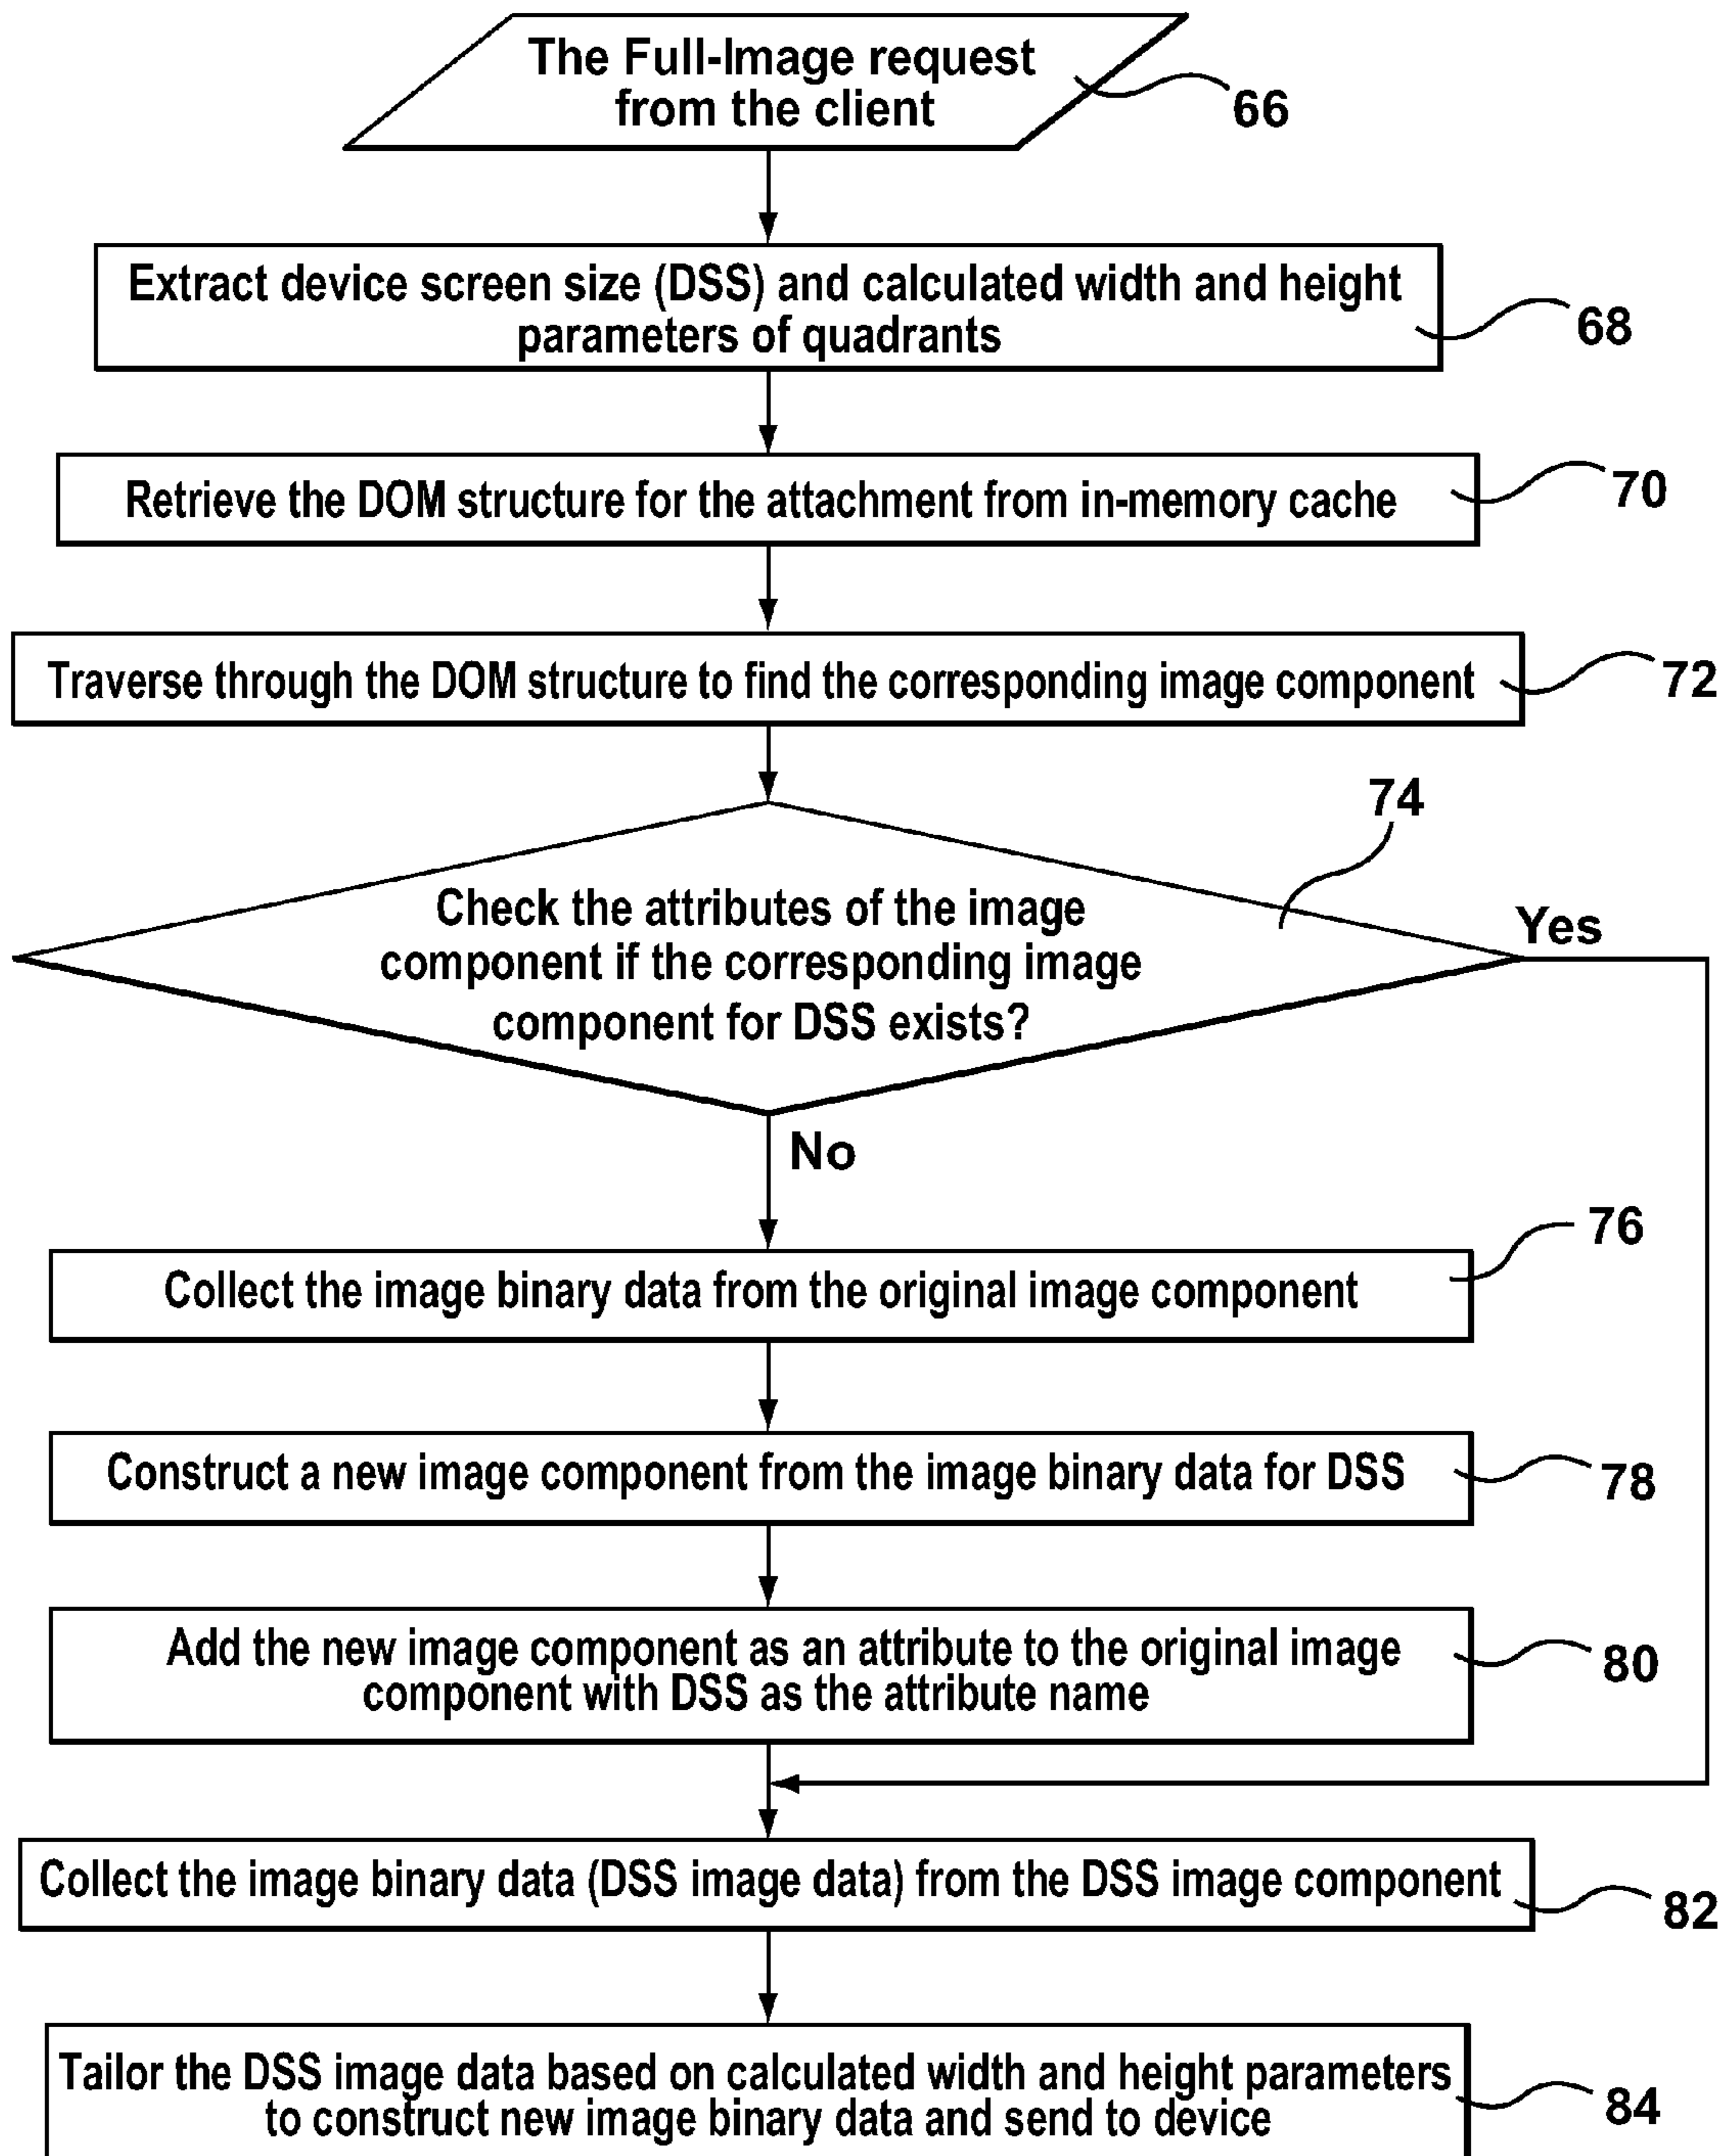 The Full-Image request
from the client
66
Extract device screen size (DSS) and calculated width and height
parameters of quadrants
68
Retrieve the DOM structure for the attachment from in-memory cache
70
Traverse through the DOM structure to find the corresponding image component
72
74
Check the attributes of the image
component if the corresponding image
component for DSS exists?
Yes
No
76
Collect the image binary data from the original image component
Construct a new image component from the image binary data for DSS
78
Add the new image component as an attribute to the original image
component with DSS as the attribute name
80
Collect the image binary data (DSS image data) from the DSS image component
82
Tailor the DSS image data based on calculated width and height parameters
to construct new image binary data and send to device
84